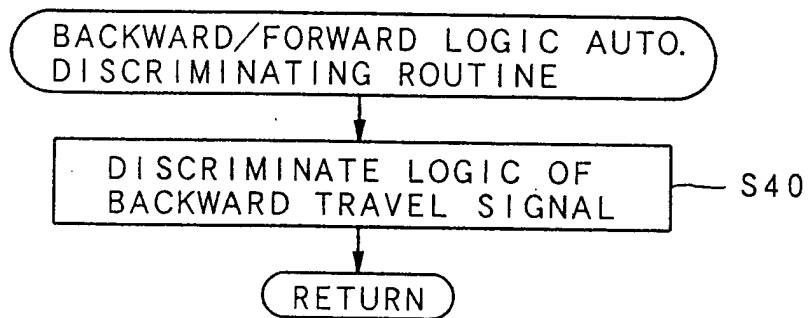 BACKWARD/FORWARD LOGIC AUTO.
DISCRIMINATING ROUTINE
DISCRIMINATE LOGIC OF
BACKWARD TRAVEL SIGNAL
S40
RETURN